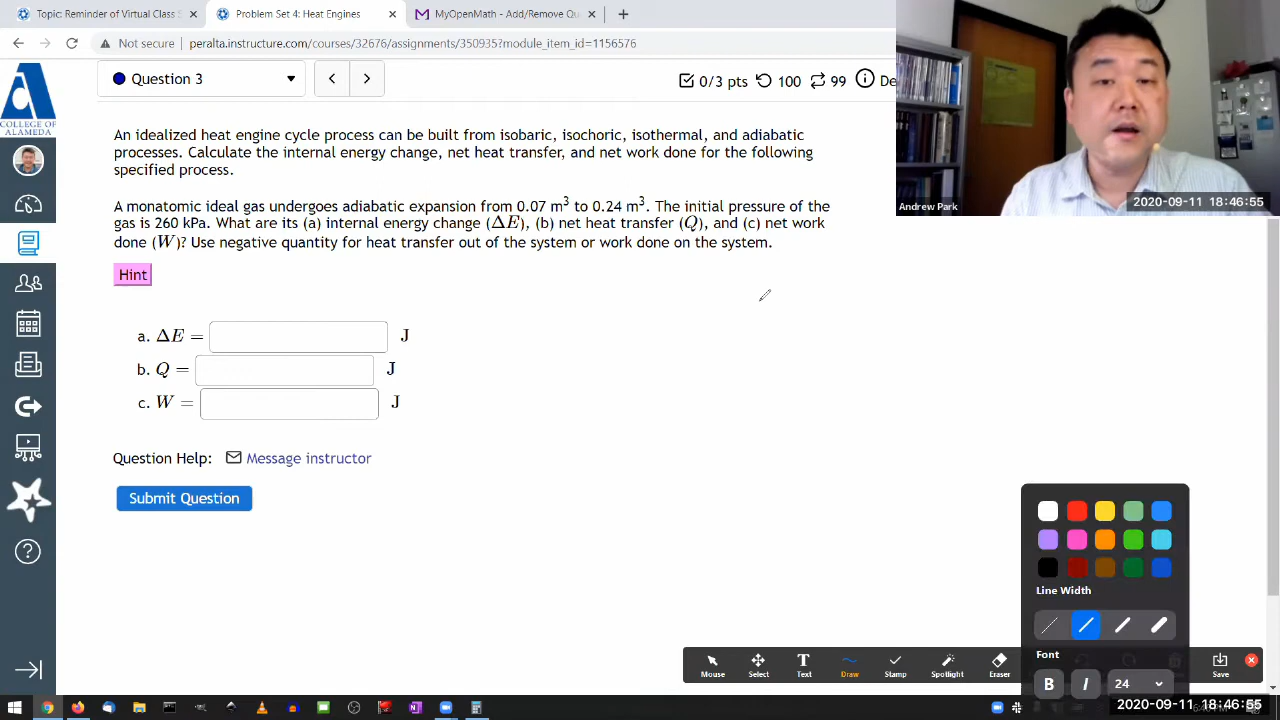 Topic: Reminder of Virtual Class S
Problem Set 4: Heat Engines
MyOpenMath - Add/Remove Qu
Not secure | peralta.instructure.com/courses/32676/assignments/350935?module_item_id=1156576
COLLEGE OF
ALAMEDA
Question 3
0/3 pts 100 99 De
An idealized heat engine cycle process can be built from isobaric, isochoric, isothermal, and adiabatic
processes. Calculate the internal energy change, net heat transfer, and net work done for the following
specified process.
A monatomic ideal gas undergoes adiabatic expansion from 0.07 m³ to 0.24 m³. The initial pressure of the
gas is 260 kPa. What are its (a) internal energy change (ΔE), (b) net heat transfer (Q), and (c) net work
done (W)? Use negative quantity for heat transfer out of the system or work done on the system.
Hint
a. ΔE = J
b. Q = J
c. W = J
Question Help: Message instructor
Submit Question
Andrew Park
2020-09-11 18:46:55
Line Width
Font
B I 24
Mouse Select Text Draw Stamp Spotlight Eraser Save
2020-09-11 18:46:55